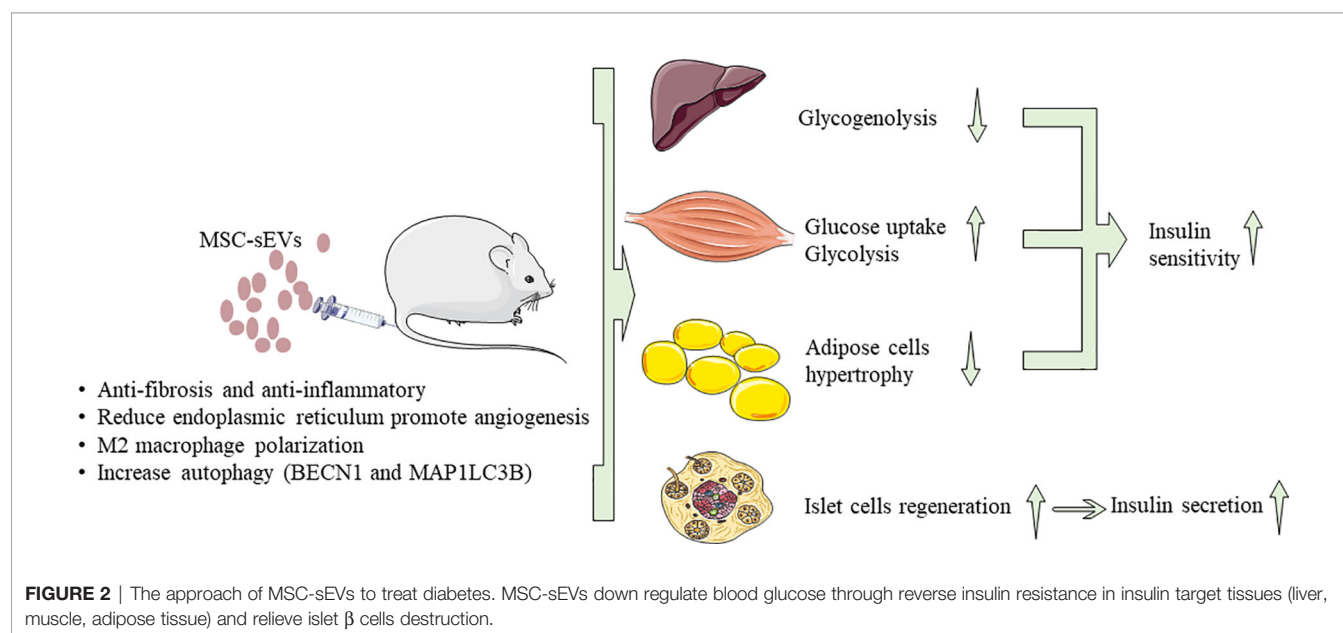 MSC-sEVs
• Anti-fibrosis and anti-inflammatory
• Reduce endoplasmic reticulum promote angiogenesis
• M2 macrophage polarization
• Increase autophagy (BECN1 and MAP1LC3B)
Glycogenolysis
Glucose uptake
Glycolysis
Adipose cells
hypertrophy
Insulin
sensitivity
Islet cells regeneration
Insulin secretion
FIGURE 2 | The approach of MSC-sEVs to treat diabetes. MSC-sEVs down regulate blood glucose through reverse insulin resistance in insulin target tissues (liver,
muscle, adipose tissue) and relieve islet β cells destruction.